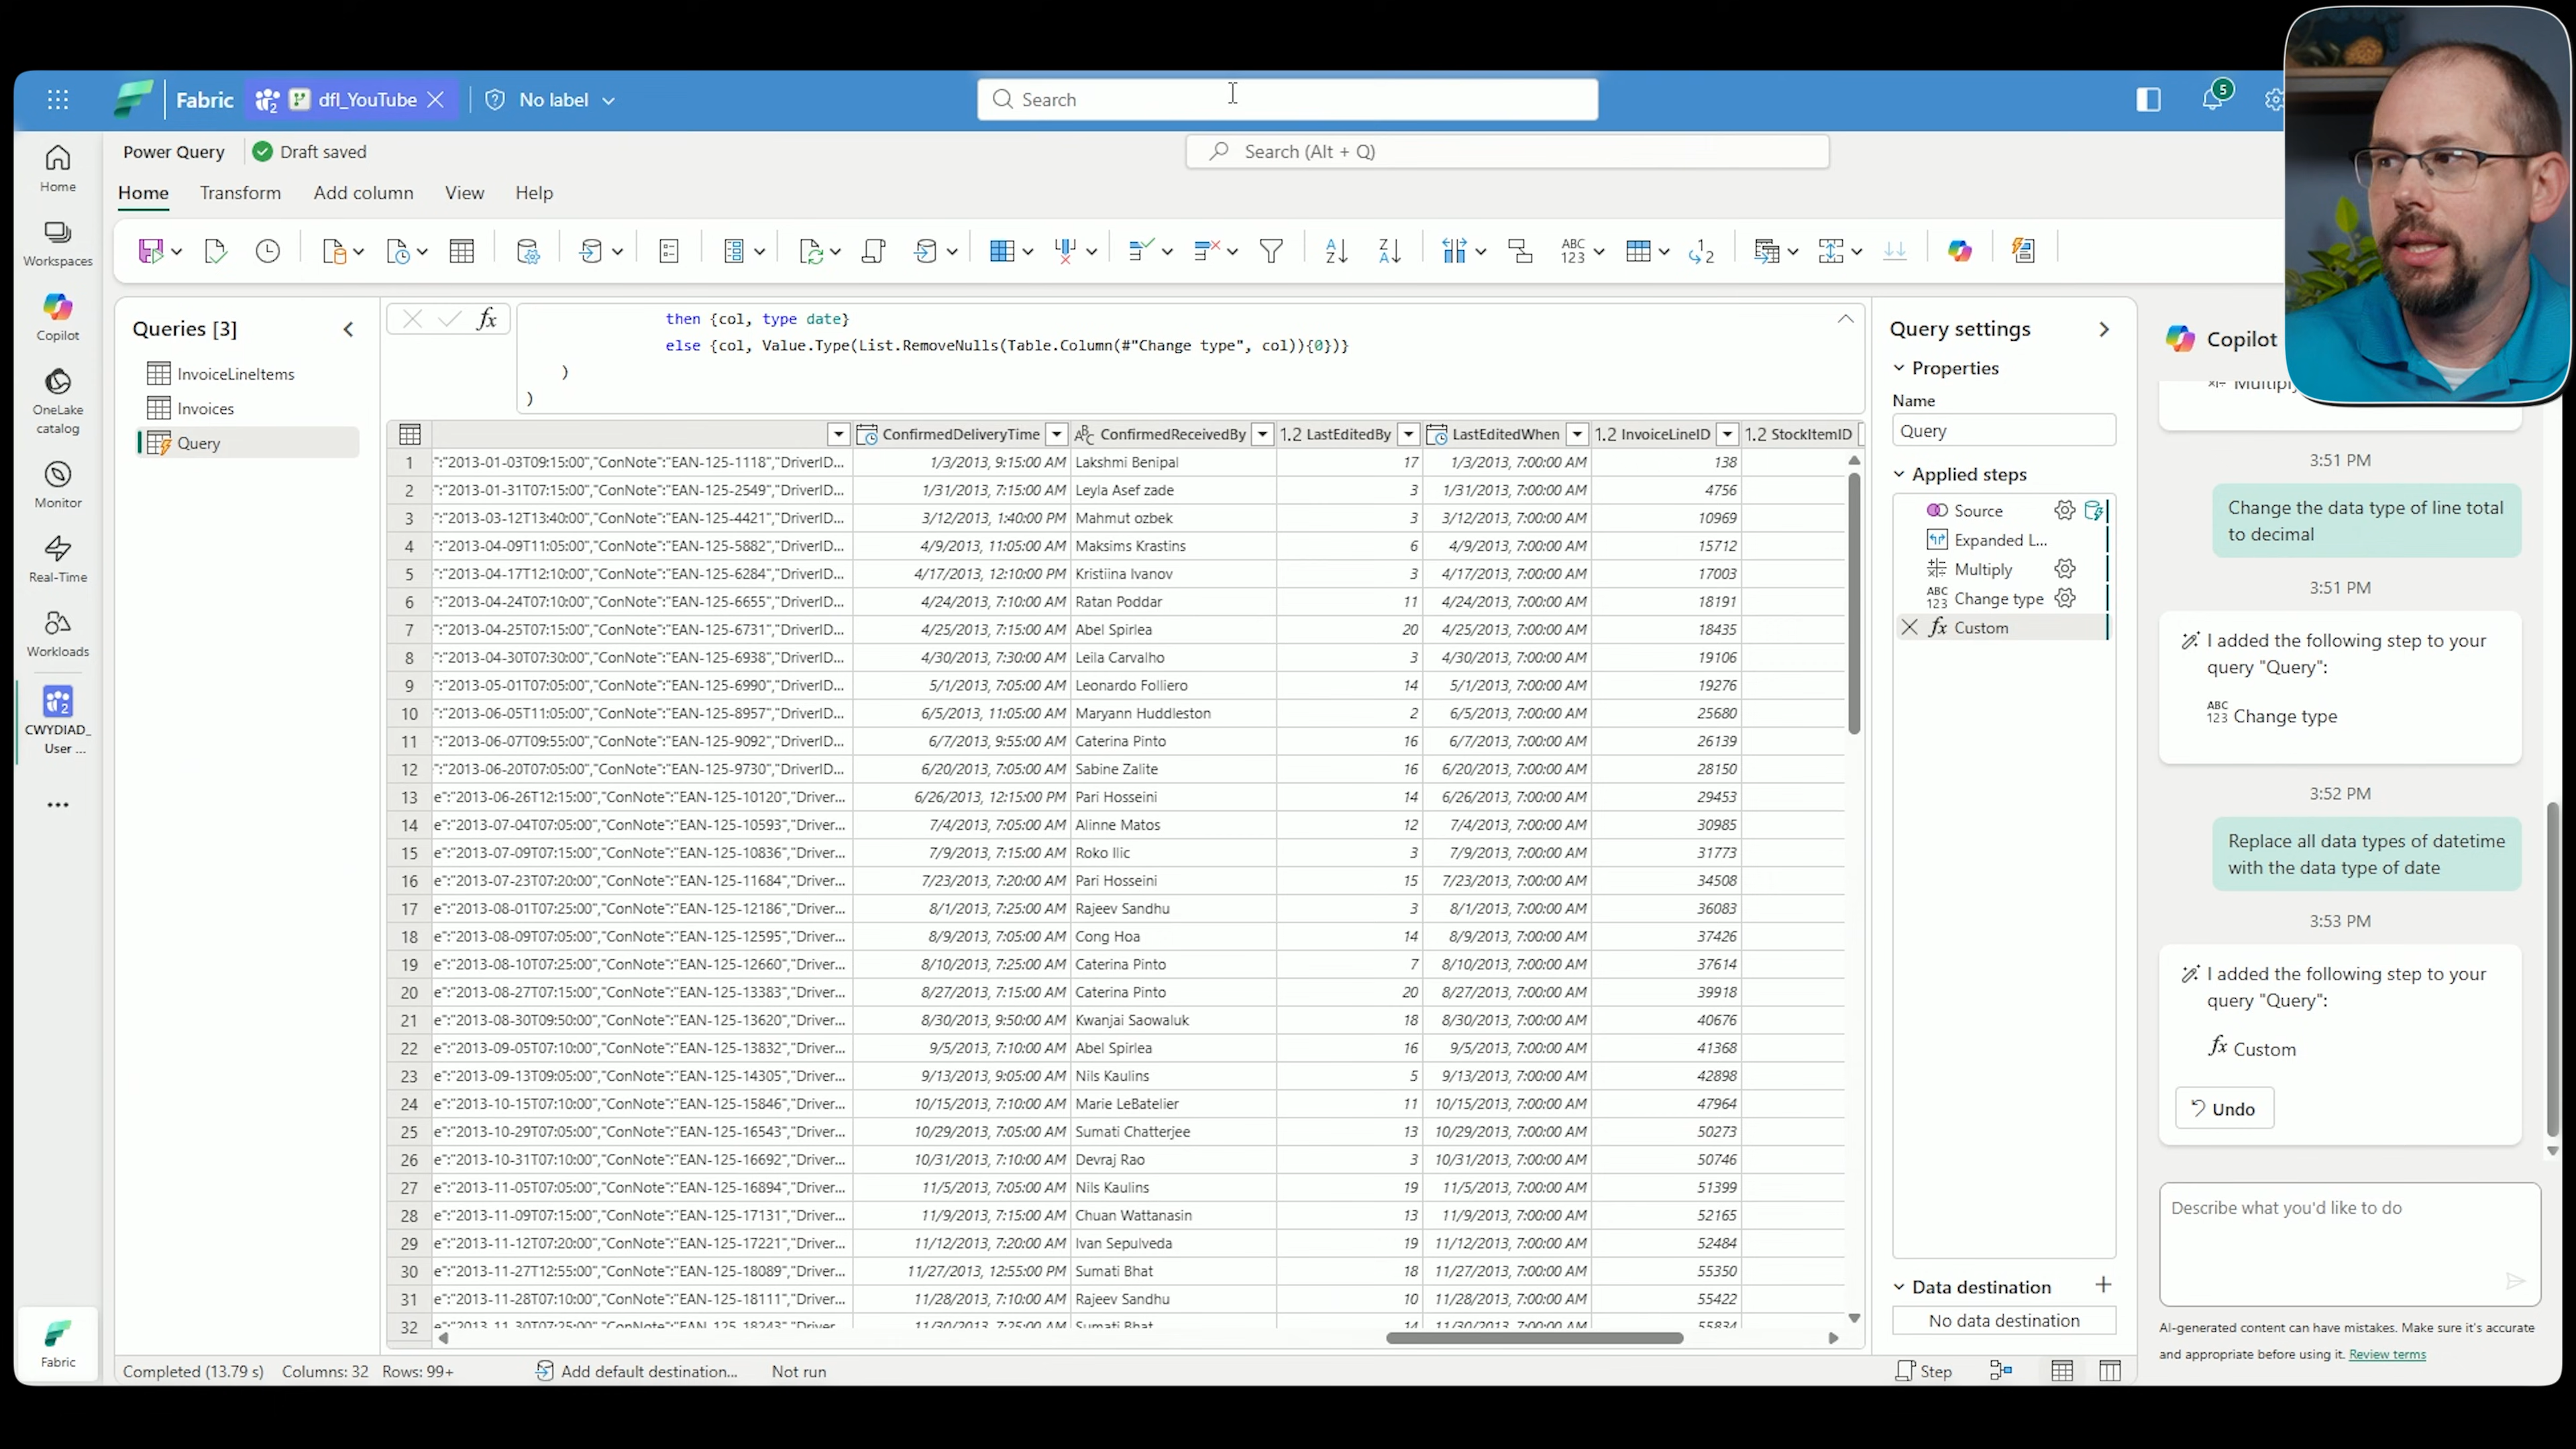 Fabric
dfl_YouTube
No label
Search
5
Power Query
Draft saved
Search (Alt + Q)
Home
Transform
Add column
View
Help
Home
Workspaces
Copilot
OneLake
catalog
Monitor
Real-Time
Workloads
CWYDIAD_
User ...
Fabric
Queries [3]
InvoiceLineItems
Invoices
Query
then {col, type date}
else {col, Value.Type(List.RemoveNulls(Table.Column(#"Change type", col)){0})}
)
)
ConfirmedDeliveryTime ConfirmedReceivedBy 1.2 LastEditedBy LastEditedWhen 1.2 InvoiceLineID 1.2 StockItemID
1 ":"2013-01-03T09:15:00","ConNote":"EAN-125-1118","DriverID... 1/3/2013, 9:15:00 AM Lakshmi Benipal 17 1/3/2013, 7:00:00 AM 138
2 ":"2013-01-31T07:15:00","ConNote":"EAN-125-2549","DriverID... 1/31/2013, 7:15:00 AM Leyla Asef zade 3 1/31/2013, 7:00:00 AM 4756
3 ":"2013-03-12T13:40:00","ConNote":"EAN-125-4421","DriverID... 3/12/2013, 1:40:00 PM Mahmut ozbek 3 3/12/2013, 7:00:00 AM 10969
4 ":"2013-04-09T11:05:00","ConNote":"EAN-125-5882","DriverID... 4/9/2013, 11:05:00 AM Maksims Krastins 6 4/9/2013, 7:00:00 AM 15712
5 ":"2013-04-17T12:10:00","ConNote":"EAN-125-6284","DriverID... 4/17/2013, 12:10:00 PM Kristiina Ivanov 3 4/17/2013, 7:00:00 AM 17003
6 ":"2013-04-24T07:10:00","ConNote":"EAN-125-6655","DriverID... 4/24/2013, 7:10:00 AM Ratan Poddar 11 4/24/2013, 7:00:00 AM 18191
7 ":"2013-04-25T07:15:00","ConNote":"EAN-125-6731","DriverID... 4/25/2013, 7:15:00 AM Abel Spirlea 20 4/25/2013, 7:00:00 AM 18435
8 ":"2013-04-30T07:30:00","ConNote":"EAN-125-6938","DriverID... 4/30/2013, 7:30:00 AM Leila Carvalho 3 4/30/2013, 7:00:00 AM 19106
9 ":"2013-05-01T07:05:00","ConNote":"EAN-125-6990","DriverID... 5/1/2013, 7:05:00 AM Leonardo Folliero 14 5/1/2013, 7:00:00 AM 19276
10 ":"2013-06-05T11:05:00","ConNote":"EAN-125-8957","DriverID... 6/5/2013, 11:05:00 AM Maryann Huddleston 2 6/5/2013, 7:00:00 AM 25680
11 ":"2013-06-07T09:55:00","ConNote":"EAN-125-9092","DriverID... 6/7/2013, 9:55:00 AM Caterina Pinto 16 6/7/2013, 7:00:00 AM 26139
12 ":"2013-06-20T07:05:00","ConNote":"EAN-125-9730","DriverID... 6/20/2013, 7:05:00 AM Sabine Zalite 16 6/20/2013, 7:00:00 AM 28150
13 e":"2013-06-26T12:15:00","ConNote":"EAN-125-10120","Driver... 6/26/2013, 12:15:00 PM Pari Hosseini 14 6/26/2013, 7:00:00 AM 29453
14 e":"2013-07-04T07:05:00","ConNote":"EAN-125-10593","Driver... 7/4/2013, 7:05:00 AM Alinne Matos 12 7/4/2013, 7:00:00 AM 30985
15 e":"2013-07-09T07:15:00","ConNote":"EAN-125-10836","Driver... 7/9/2013, 7:15:00 AM Roko Ilic 3 7/9/2013, 7:00:00 AM 31773
16 e":"2013-07-23T07:20:00","ConNote":"EAN-125-11684","Driver... 7/23/2013, 7:20:00 AM Pari Hosseini 15 7/23/2013, 7:00:00 AM 34508
17 e":"2013-08-01T07:25:00","ConNote":"EAN-125-12186","Driver... 8/1/2013, 7:25:00 AM Rajeev Sandhu 3 8/1/2013, 7:00:00 AM 36083
18 e":"2013-08-09T07:05:00","ConNote":"EAN-125-12595","Driver... 8/9/2013, 7:05:00 AM Cong Hoa 14 8/9/2013, 7:00:00 AM 37426
19 e":"2013-08-10T07:25:00","ConNote":"EAN-125-12660","Driver... 8/10/2013, 7:25:00 AM Caterina Pinto 7 8/10/2013, 7:00:00 AM 37614
20 e":"2013-08-27T07:15:00","ConNote":"EAN-125-13383","Driver... 8/27/2013, 7:15:00 AM Caterina Pinto 20 8/27/2013, 7:00:00 AM 39918
21 e":"2013-08-30T09:50:00","ConNote":"EAN-125-13620","Driver... 8/30/2013, 9:50:00 AM Kwanjai Saowaluk 18 8/30/2013, 7:00:00 AM 40676
22 e":"2013-09-05T07:10:00","ConNote":"EAN-125-13832","Driver... 9/5/2013, 7:10:00 AM Abel Spirlea 16 9/5/2013, 7:00:00 AM 41368
23 e":"2013-09-13T09:05:00","ConNote":"EAN-125-14305","Driver... 9/13/2013, 9:05:00 AM Nils Kaulins 5 9/13/2013, 7:00:00 AM 42898
24 e":"2013-10-15T07:10:00","ConNote":"EAN-125-15846","Driver... 10/15/2013, 7:10:00 AM Marie LeBatelier 11 10/15/2013, 7:00:00 AM 47964
25 e":"2013-10-29T07:05:00","ConNote":"EAN-125-16543","Driver... 10/29/2013, 7:05:00 AM Sumati Chatterjee 13 10/29/2013, 7:00:00 AM 50273
26 e":"2013-10-31T07:10:00","ConNote":"EAN-125-16692","Driver... 10/31/2013, 7:10:00 AM Devraj Rao 3 10/31/2013, 7:00:00 AM 50746
27 e":"2013-11-05T07:05:00","ConNote":"EAN-125-16894","Driver... 11/5/2013, 7:05:00 AM Nils Kaulins 19 11/5/2013, 7:00:00 AM 51399
28 e":"2013-11-09T07:15:00","ConNote":"EAN-125-17131","Driver... 11/9/2013, 7:15:00 AM Chuan Wattanasin 13 11/9/2013, 7:00:00 AM 52165
29 e":"2013-11-12T07:20:00","ConNote":"EAN-125-17221","Driver... 11/12/2013, 7:20:00 AM Ivan Sepulveda 19 11/12/2013, 7:00:00 AM 52484
30 e":"2013-11-27T12:55:00","ConNote":"EAN-125-18089","Driver... 11/27/2013, 12:55:00 PM Sumati Bhat 18 11/27/2013, 7:00:00 AM 55350
31 e":"2013-11-28T07:10:00","ConNote":"EAN-125-18111","Driver... 11/28/2013, 7:10:00 AM Rajeev Sandhu 10 11/28/2013, 7:00:00 AM 55422
32 e":"2013-11-30T07:25:00","ConNote":"EAN-125-18243","Driver... 11/30/2013, 7:25:00 AM Sumati Bhat 14 11/30/2013, 7:00:00 AM 55834
Completed (13.79 s) Columns: 32 Rows: 99+ Add default destination... Not run Step
Query settings
Properties
Name
Query
Applied steps
Source
Expanded L...
Multiply
ABC 123 Change type
fx Custom
Data destination
No data destination
Copilot
Multiply
3:51 PM
Change the data type of line total
to decimal
3:51 PM
I added the following step to your
query "Query":
ABC 123 Change type
3:52 PM
Replace all data types of datetime
with the data type of date
3:53 PM
I added the following step to your
query "Query":
fx Custom
Undo
Describe what you'd like to do
AI-generated content can have mistakes. Make sure it's accurate
and appropriate before using it. Review terms